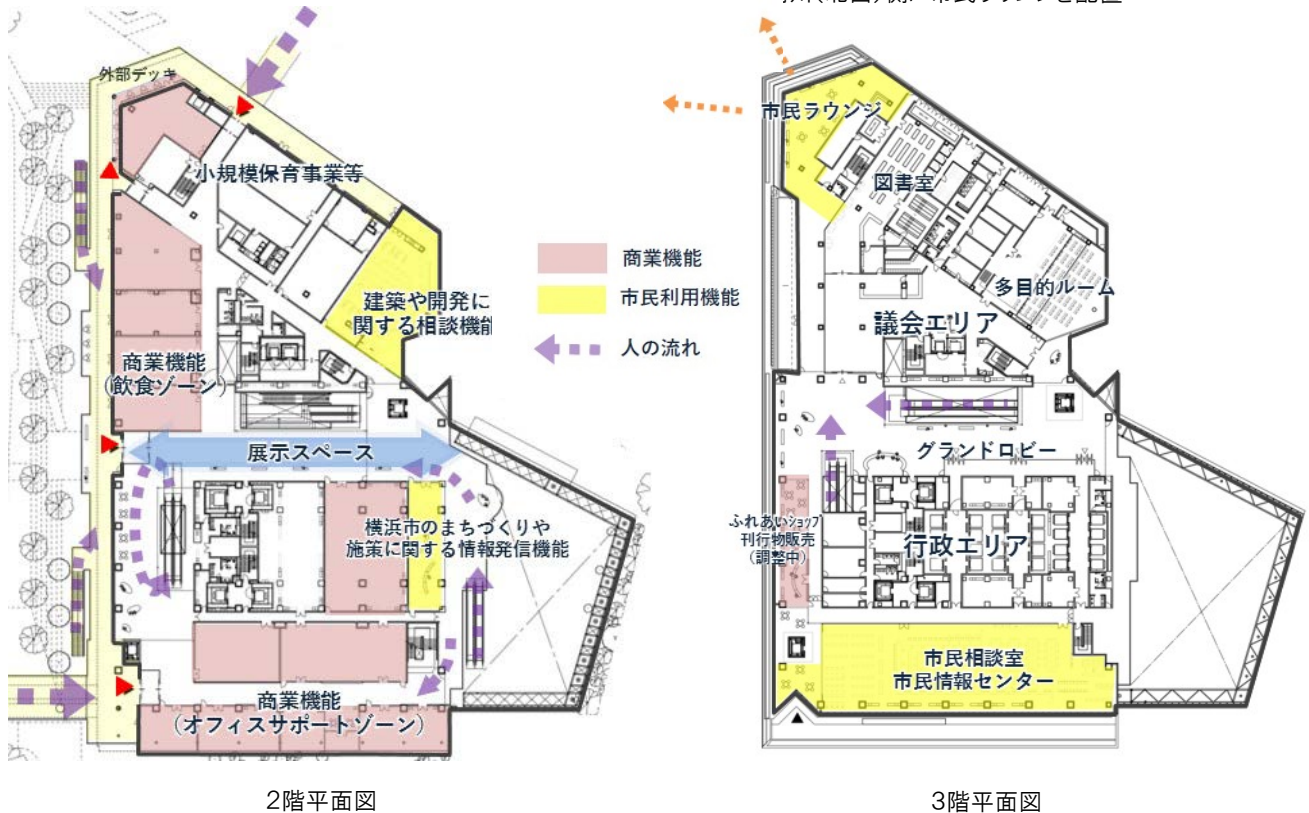 外部デッキ
小規模保育事業等
建築や開発に
関する相談機能
商業機能
(飲食ゾーン)
展示スペース
横浜市のまちづくりや
施策に関する情報発信機能
商業機能
(オフィスサポートゾーン)
2階平面図
商業機能
市民利用機能
人の流れ
市民ラウンジ
図書室
多目的ルーム
議会エリア
グランドロビー
ふれあいショップ
刊行物販売
(調整中)
行政エリア
市民相談室
市民情報センター
3階平面図